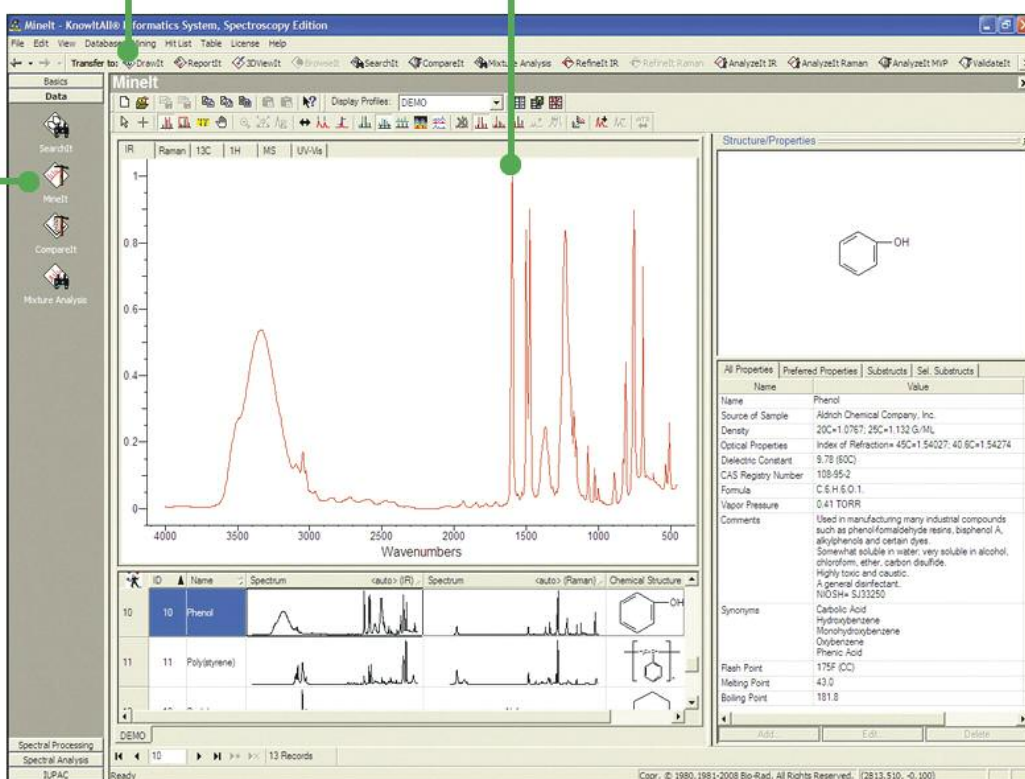 MineIt - KnowItAll® Informatics System, Spectroscopy Edition
File Edit View Database Mining Hit List Table License Help
Transfer to: DrawIt ReportIt 3DViewIt BrowseIt SearchIt CompareIt Mixture Analysis RefineIt IR RefineIt Raman AnalyzeIt IR AnalyzeIt Raman AnalyzeIt MVP ValidateIt
Basics
Data
SearchIt
MineIt
CompareIt
Mixture Analysis
Spectral Processing
Spectral Analysis
IUPAC
MineIt
Display Profiles: DEMO
IR Raman 13C 1H MS UV-Vis
1
0.8
0.6
0.4
0.2
0
4000 3500 3000 2500 2000 1500 1000 500
Wavenumbers
ID Name Spectrum <auto> (IR) Spectrum <auto> (Raman) Chemical Structure
10 10 Phenol OH
11 11 Poly(styrene)
DEMO
10 13 Records
Ready
Structure/Properties
OH
All Properties Preferred Properties Substructs Sel. Substructs
Name Value
Name Phenol
Source of Sample Aldrich Chemical Company, Inc.
Density 20C=1.0767; 25C=1.132 G/ML
Optical Properties Index of Refraction= 45C=1.54027; 40.6C=1.54274
Dielectric Constant 9.78 (60C)
CAS Registry Number 108-95-2
Formula C.6.H.6.O.1.
Vapor Pressure 0.41 TORR
Comments Used in manufacturing many industrial compounds
such as phenol-formaldehyde resins, bisphenol A,
alkylphenols and certain dyes.
Somewhat soluble in water; very soluble in alcohol,
chloroform, ether, carbon disulfide.
Highly toxic and caustic.
A general disinfectant.
NIOSH= SJ33250
Synonyms Carbolic Acid
Hydroxybenzene
Monohydroxybenzene
Oxybenzene
Phenic Acid
Flash Point 175F (CC)
Melting Point 43.0
Boiling Point 181.8
Add... Edit... Delete
Copr. © 1980, 1981-2008 Bio-Rad. All Rights Reserved. (2813.510, -0.100)